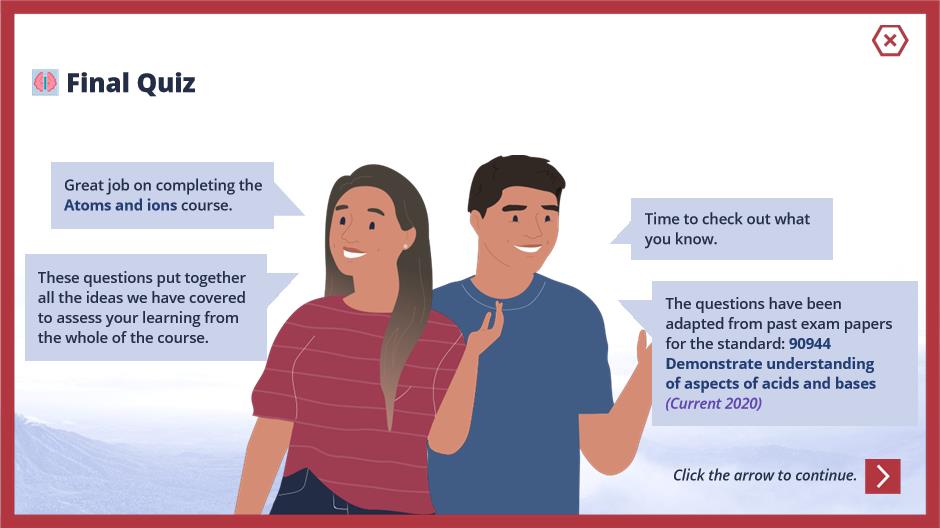 Final Quiz
Great job on completing the
Atoms and ions course.
These questions put together
all the ideas we have covered
to assess your learning from
the whole of the course.
Time to check out what
you know.
The questions have been
adapted from past exam papers
for the standard: 90944
Demonstrate understanding
of aspects of acids and bases
(Current 2020)
Click the arrow to continue.